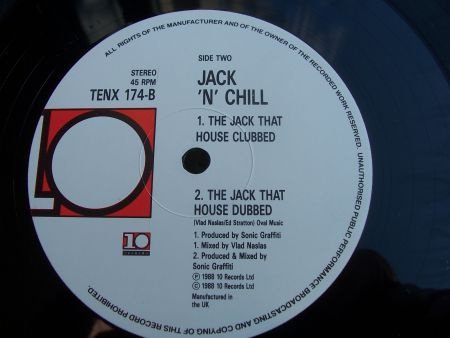 ALL RIGHTS OF THE MANUFACTURER AND OF THE OWNER OF THE RECORDED WORK RESERVED. UNAUTHORISED PUBLIC PERFORMANCE BROADCASTING AND COPYING OF THIS RECORD PROHIBITED.
SIDE TWO
STEREO
45 RPM
TENX 174-B
JACK
'N' CHILL
1. THE JACK THAT
HOUSE CLUBBED
10
2. THE JACK THAT
HOUSE DUBBED
(Vlad Naslas/Ed Stratton) Oval Music
1. Produced by Sonic Graffiti
1. Mixed by Vlad Naslas
2. Produced & Mixed by
Sonic Graffiti
Ⓟ 1988 10 Records Ltd
© 1988 10 Records Ltd
Manufactured in
the UK
10
RECORDS